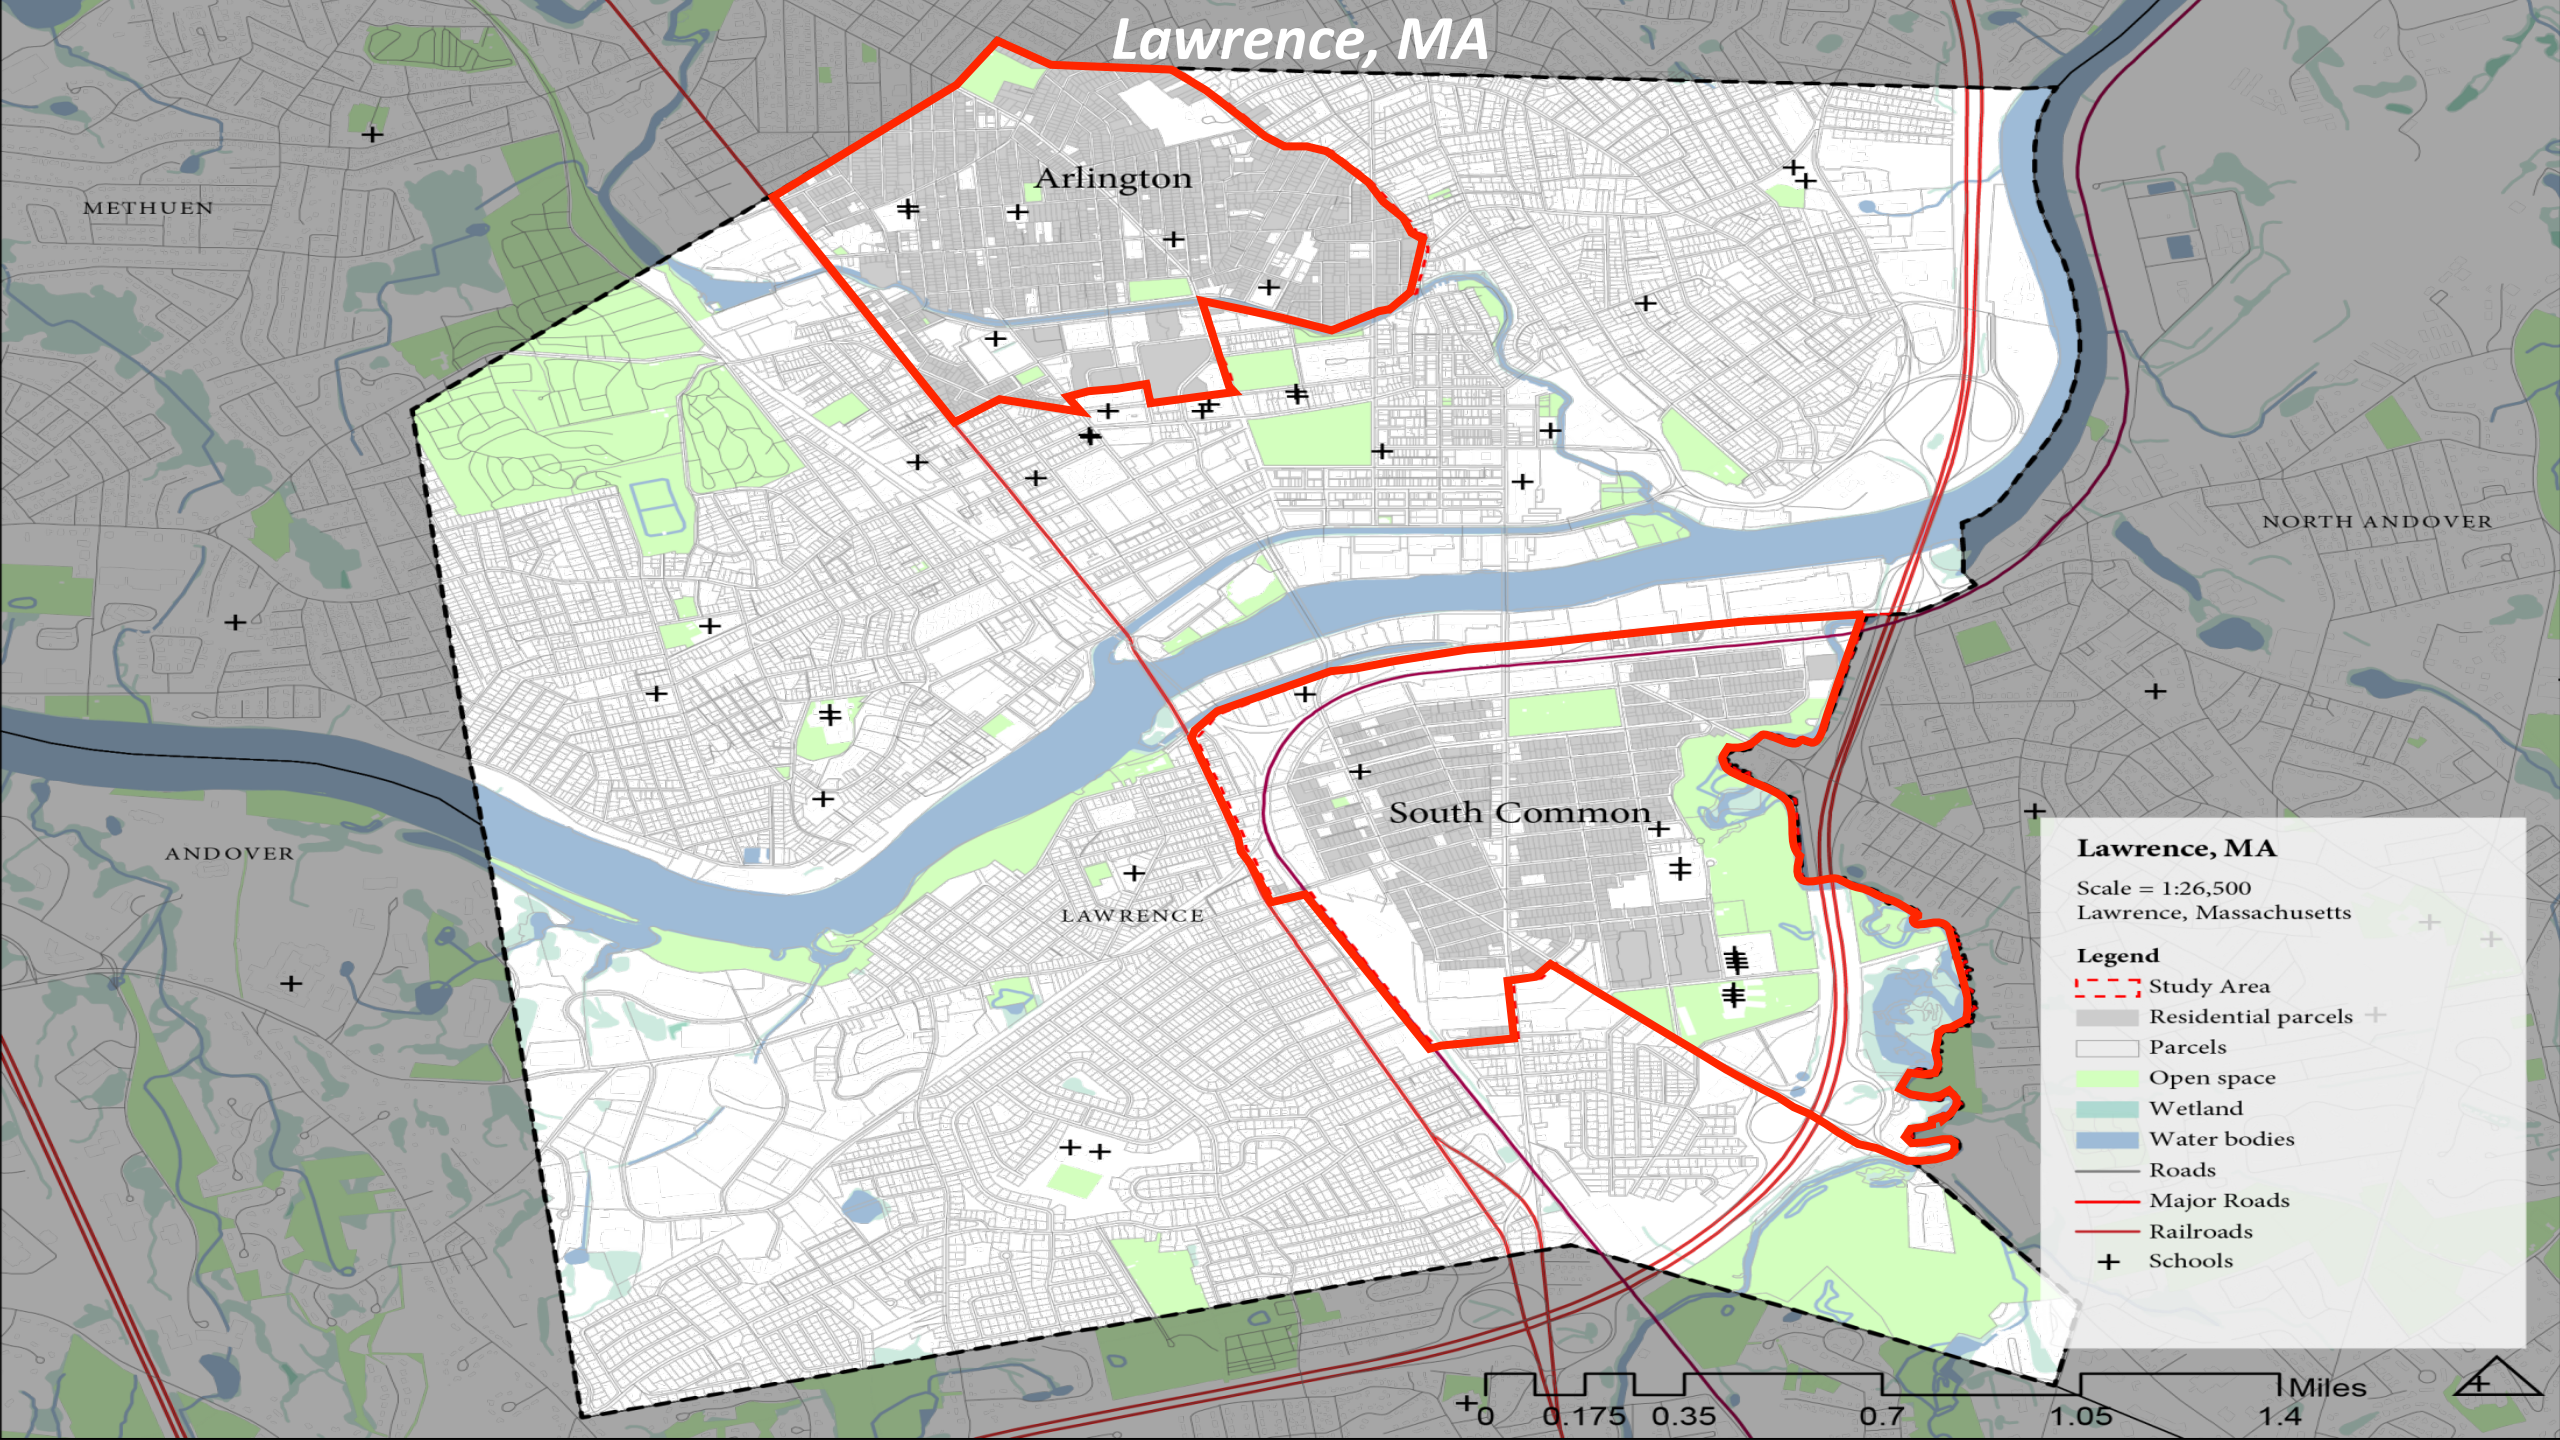 Lawrence, MA
Arlington
METHUEN
NORTH ANDOVER
South Common
ANDOVER
LAWRENCE
Lawrence, MA
Scale = 1:26,500
Lawrence, Massachusetts
Legend
Study Area
Residential parcels
Parcels
Open space
Wetland
Water bodies
Roads
Major Roads
Railroads
Schools
Miles
0 0.175 0.35 0.7 1.05 1.4